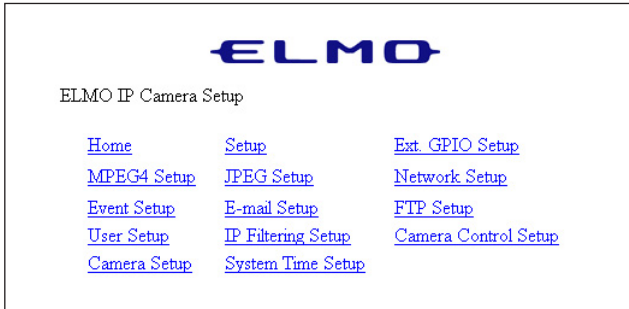 ELMO
ELMO IP Camera Setup
Home Setup Ext. GPIO Setup
MPEG4 Setup JPEG Setup Network Setup
Event Setup E-mail Setup FTP Setup
User Setup IP Filtering Setup Camera Control Setup
Camera Setup System Time Setup